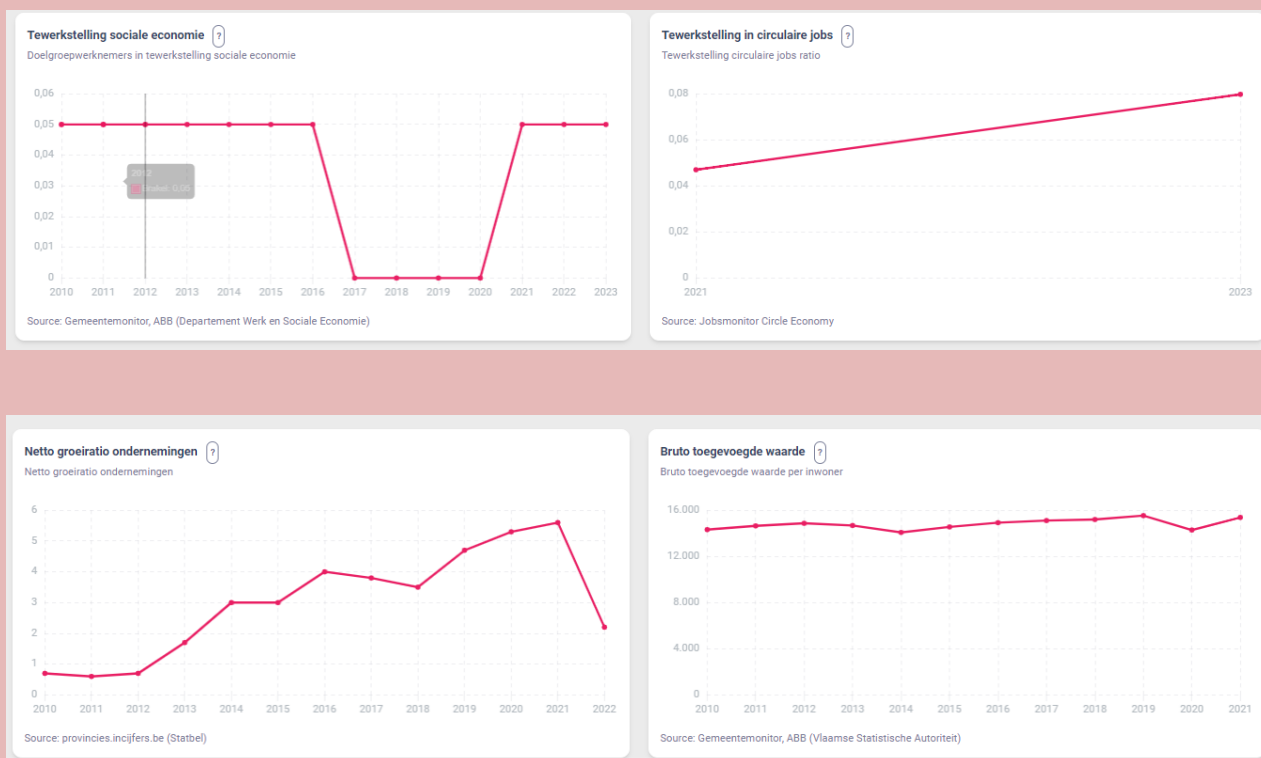 Tewerkstelling sociale economie ?
Doelgroepwerknemers in tewerkstelling sociale economie
0,06
0,05
0,04
0,03
0,02
0,01
0
2012
Brakel: 0,05
2010 2011 2012 2013 2014 2015 2016 2017 2018 2019 2020 2021 2022 2023
Source: Gemeentemonitor, ABB (Departement Werk en Sociale Economie)
Tewerkstelling in circulaire jobs ?
Tewerkstelling circulaire jobs ratio
0,08
0,06
0,04
0,02
0
2021 2023
Source: Jobsmonitor Circle Economy
Netto groeiratio ondernemingen ?
Netto groeiratio ondernemingen
6
5
4
3
2
1
0
2010 2011 2012 2013 2014 2015 2016 2017 2018 2019 2020 2021 2022
Source: provincies.incijfers.be (Statbel)
Bruto toegevoegde waarde ?
Bruto toegevoegde waarde per inwoner
16.000
12.000
8.000
4.000
0
2010 2011 2012 2013 2014 2015 2016 2017 2018 2019 2020 2021
Source: Gemeentemonitor, ABB (Vlaamse Statistische Autoriteit)